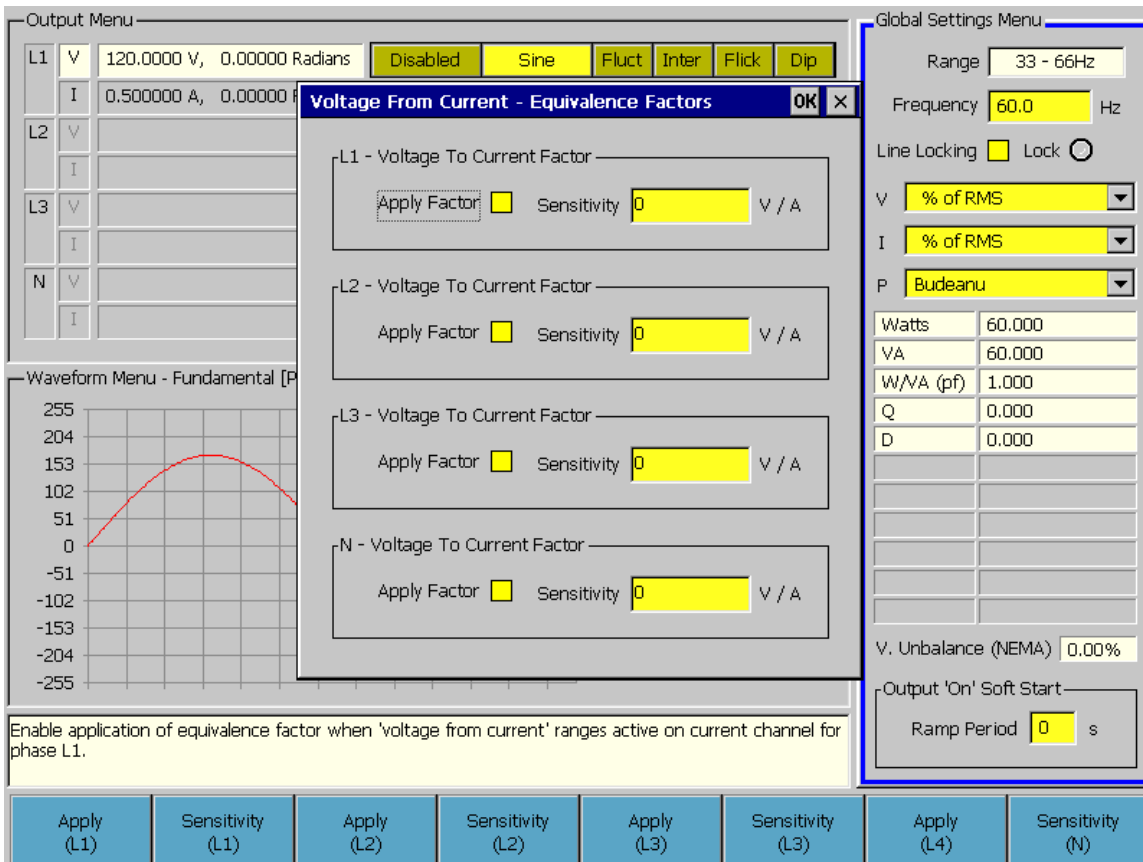 Output Menu
L1 V 120.0000 V, 0.00000 Radians Disabled Sine Fluct Inter Flick Dip
I 0.500000 A, 0.00000
L2 V
I
L3 V
I
N V
I
Voltage From Current - Equivalence Factors OK ×
L1 - Voltage To Current Factor
Apply Factor Sensitivity 0 V / A
L2 - Voltage To Current Factor
Apply Factor Sensitivity 0 V / A
L3 - Voltage To Current Factor
Apply Factor Sensitivity 0 V / A
N - Voltage To Current Factor
Apply Factor Sensitivity 0 V / A
Waveform Menu - Fundamental [P
255
204
153
102
51
0
-51
-102
-153
-204
-255
Global Settings Menu
Range 33 - 66Hz
Frequency 60.0 Hz
Line Locking Lock
V % of RMS
I % of RMS
P Budeanu
Watts 60.000
VA 60.000
W/VA (pf) 1.000
Q 0.000
D 0.000
V. Unbalance (NEMA) 0.00%
Output 'On' Soft Start
Ramp Period 0 s
Enable application of equivalence factor when 'voltage from current' ranges active on current channel for
phase L1.
Apply
(L1)
Sensitivity
(L1)
Apply
(L2)
Sensitivity
(L2)
Apply
(L3)
Sensitivity
(L3)
Apply
(L4)
Sensitivity
(N)